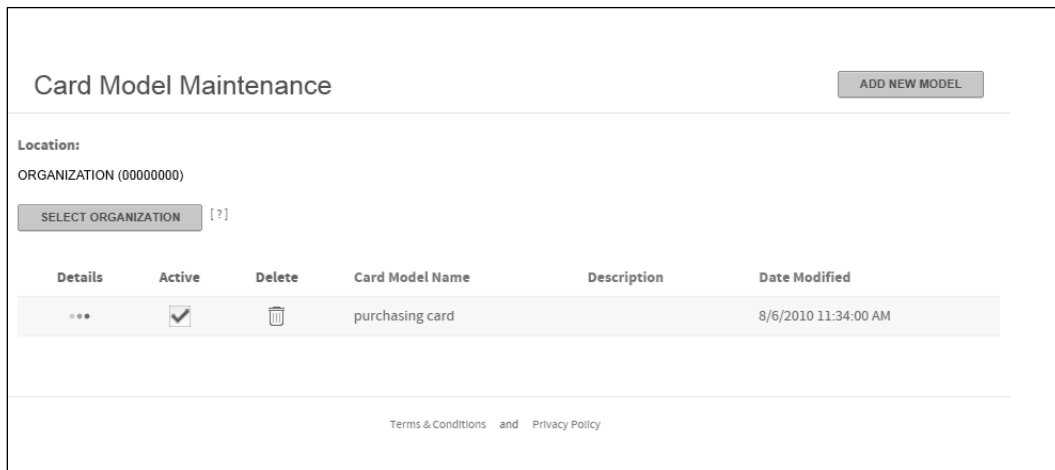 Card Model Maintenance
ADD NEW MODEL
Location:
ORGANIZATION (00000000)
SELECT ORGANIZATION [?]
Details Active Delete Card Model Name Description Date Modified
purchasing card 8/6/2010 11:34:00 AM
Terms & Conditions and Privacy Policy